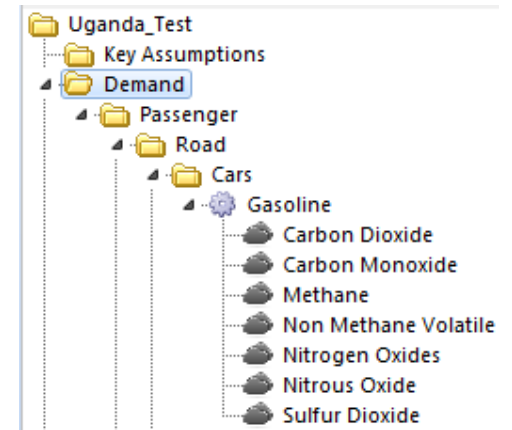 Uganda_Test
Key Assumptions
Demand
Passenger
Road
Cars
Gasoline
Carbon Dioxide
Carbon Monoxide
Methane
Non Methane Volatile
Nitrogen Oxides
Nitrous Oxide
Sulfur Dioxide